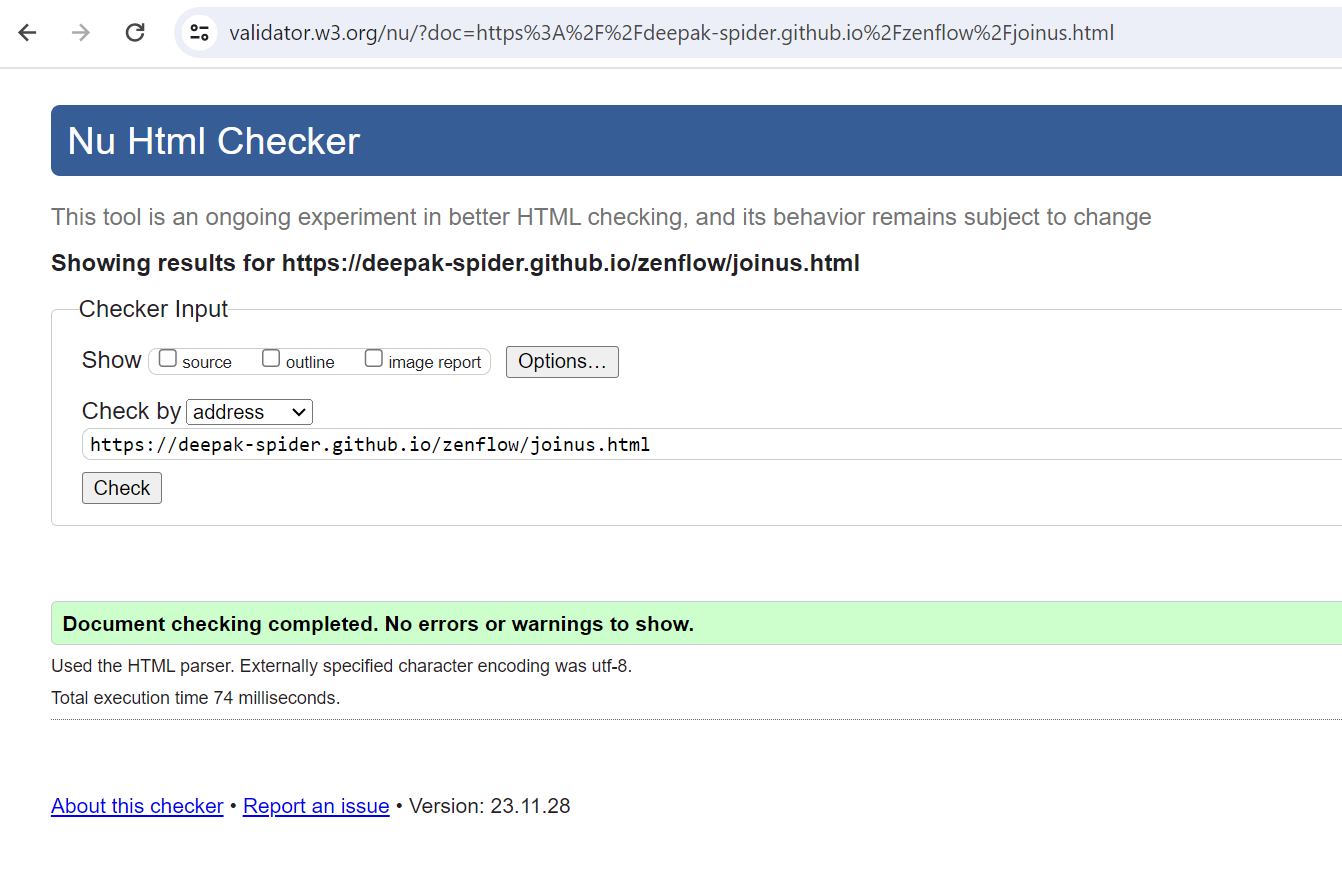 validator.w3.org/nu/?doc=https%3A%2F%2Fdeepak-spider.github.io%2Fzenflow%2Fjoinus.html
Nu Html Checker
This tool is an ongoing experiment in better HTML checking, and its behavior remains subject to change
Showing results for https://deepak-spider.github.io/zenflow/joinus.html
Checker Input
Show source outline image report Options…
Check by address
https://deepak-spider.github.io/zenflow/joinus.html
Check
Document checking completed. No errors or warnings to show.
Used the HTML parser. Externally specified character encoding was utf-8.
Total execution time 74 milliseconds.
About this checker • Report an issue • Version: 23.11.28